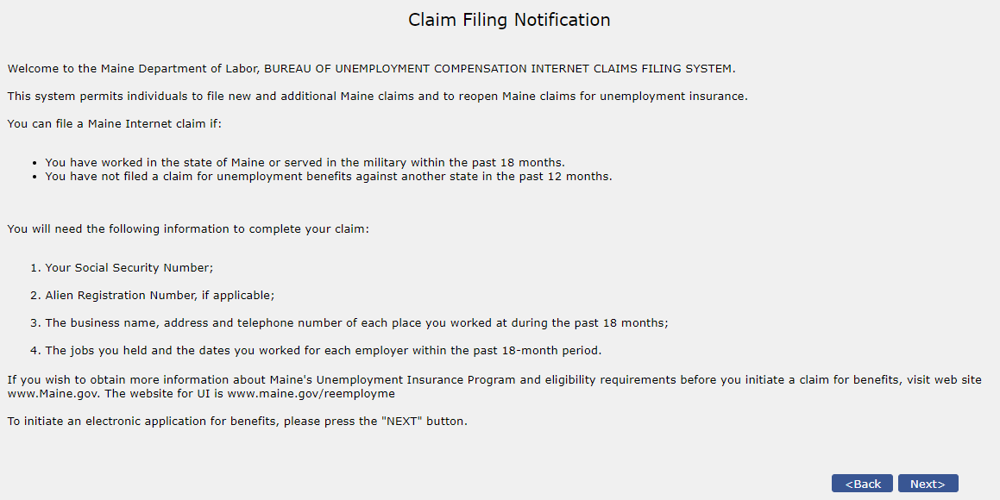 Claim Filing Notification
Welcome to the Maine Department of Labor, BUREAU OF UNEMPLOYMENT COMPENSATION INTERNET CLAIMS FILING SYSTEM.
This system permits individuals to file new and additional Maine claims and to reopen Maine claims for unemployment insurance.
You can file a Maine Internet claim if:
• You have worked in the state of Maine or served in the military within the past 18 months.
• You have not filed a claim for unemployment benefits against another state in the past 12 months.
You will need the following information to complete your claim:
1. Your Social Security Number;
2. Alien Registration Number, if applicable;
3. The business name, address and telephone number of each place you worked at during the past 18 months;
4. The jobs you held and the dates you worked for each employer within the past 18-month period.
If you wish to obtain more information about Maine's Unemployment Insurance Program and eligibility requirements before you initiate a claim for benefits, visit web site
www.Maine.gov. The website for UI is www.maine.gov/reemployme
To initiate an electronic application for benefits, please press the "NEXT" button.
<Back Next>